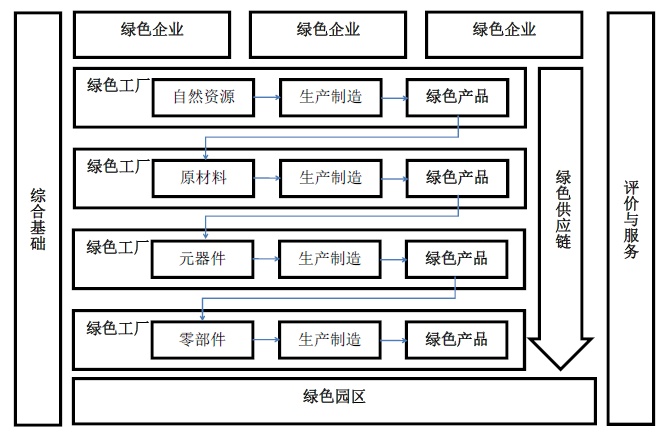 绿色企业
绿色企业
绿色企业
绿色工厂
自然资源
生产制造
绿色产品
绿色工厂
原材料
生产制造
绿色产品
绿色工厂
元器件
生产制造
绿色产品
绿色工厂
零部件
生产制造
绿色产品
综合基础
绿色供应链
评价与服务
绿色园区